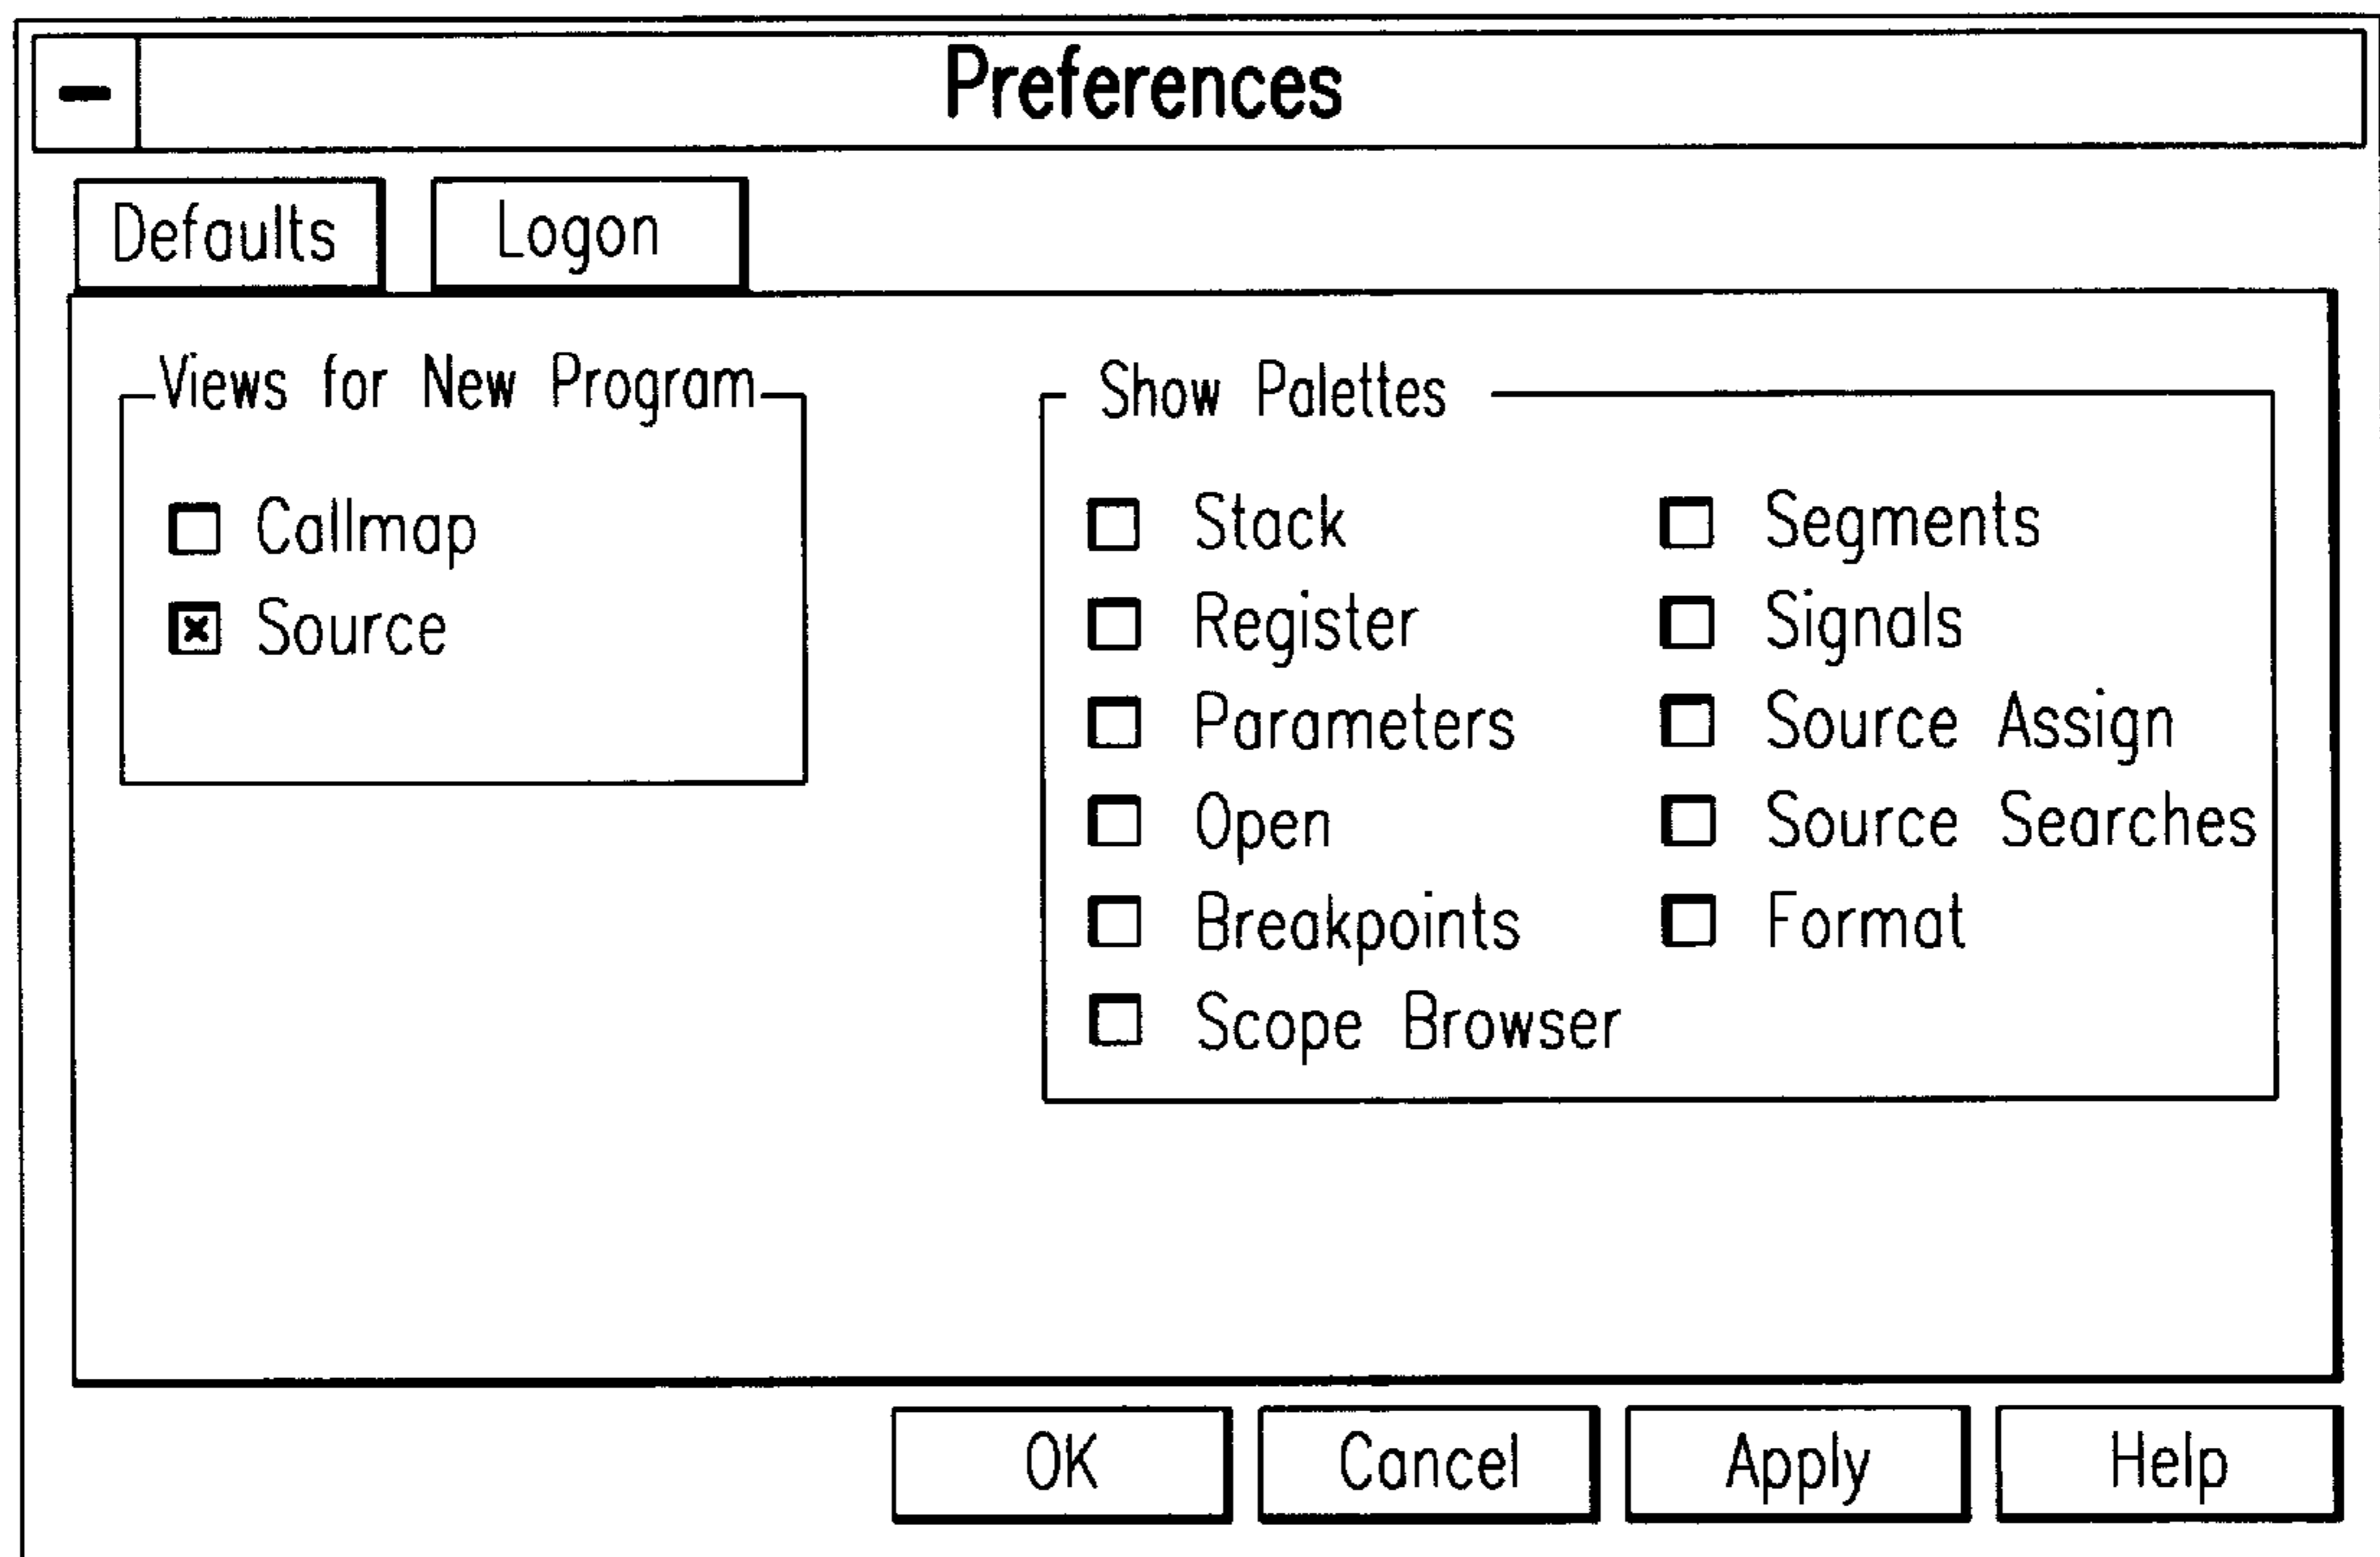 Preferences
Defaults Logon
Views for New Program
Callmap
Source
Show Palettes
Stack
Register
Parameters
Open
Breakpoints
Scope Browser
Segments
Signals
Source Assign
Source Searches
Format
OK Cancel Apply Help